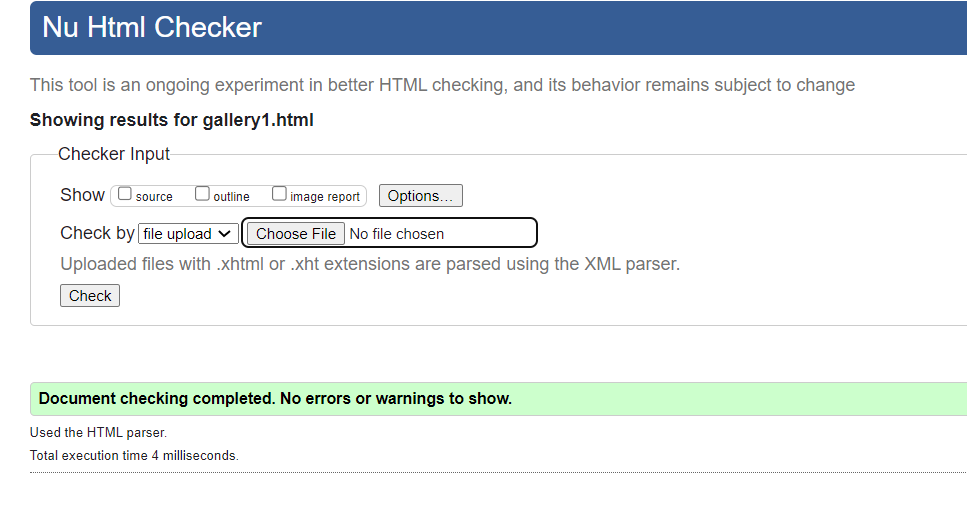 Nu Html Checker
This tool is an ongoing experiment in better HTML checking, and its behavior remains subject to change
Showing results for gallery1.html
Checker Input
Show source outline image report Options...
Check by file upload Choose File No file chosen
Uploaded files with .xhtml or .xht extensions are parsed using the XML parser.
Check
Document checking completed. No errors or warnings to show.
Used the HTML parser.
Total execution time 4 milliseconds.